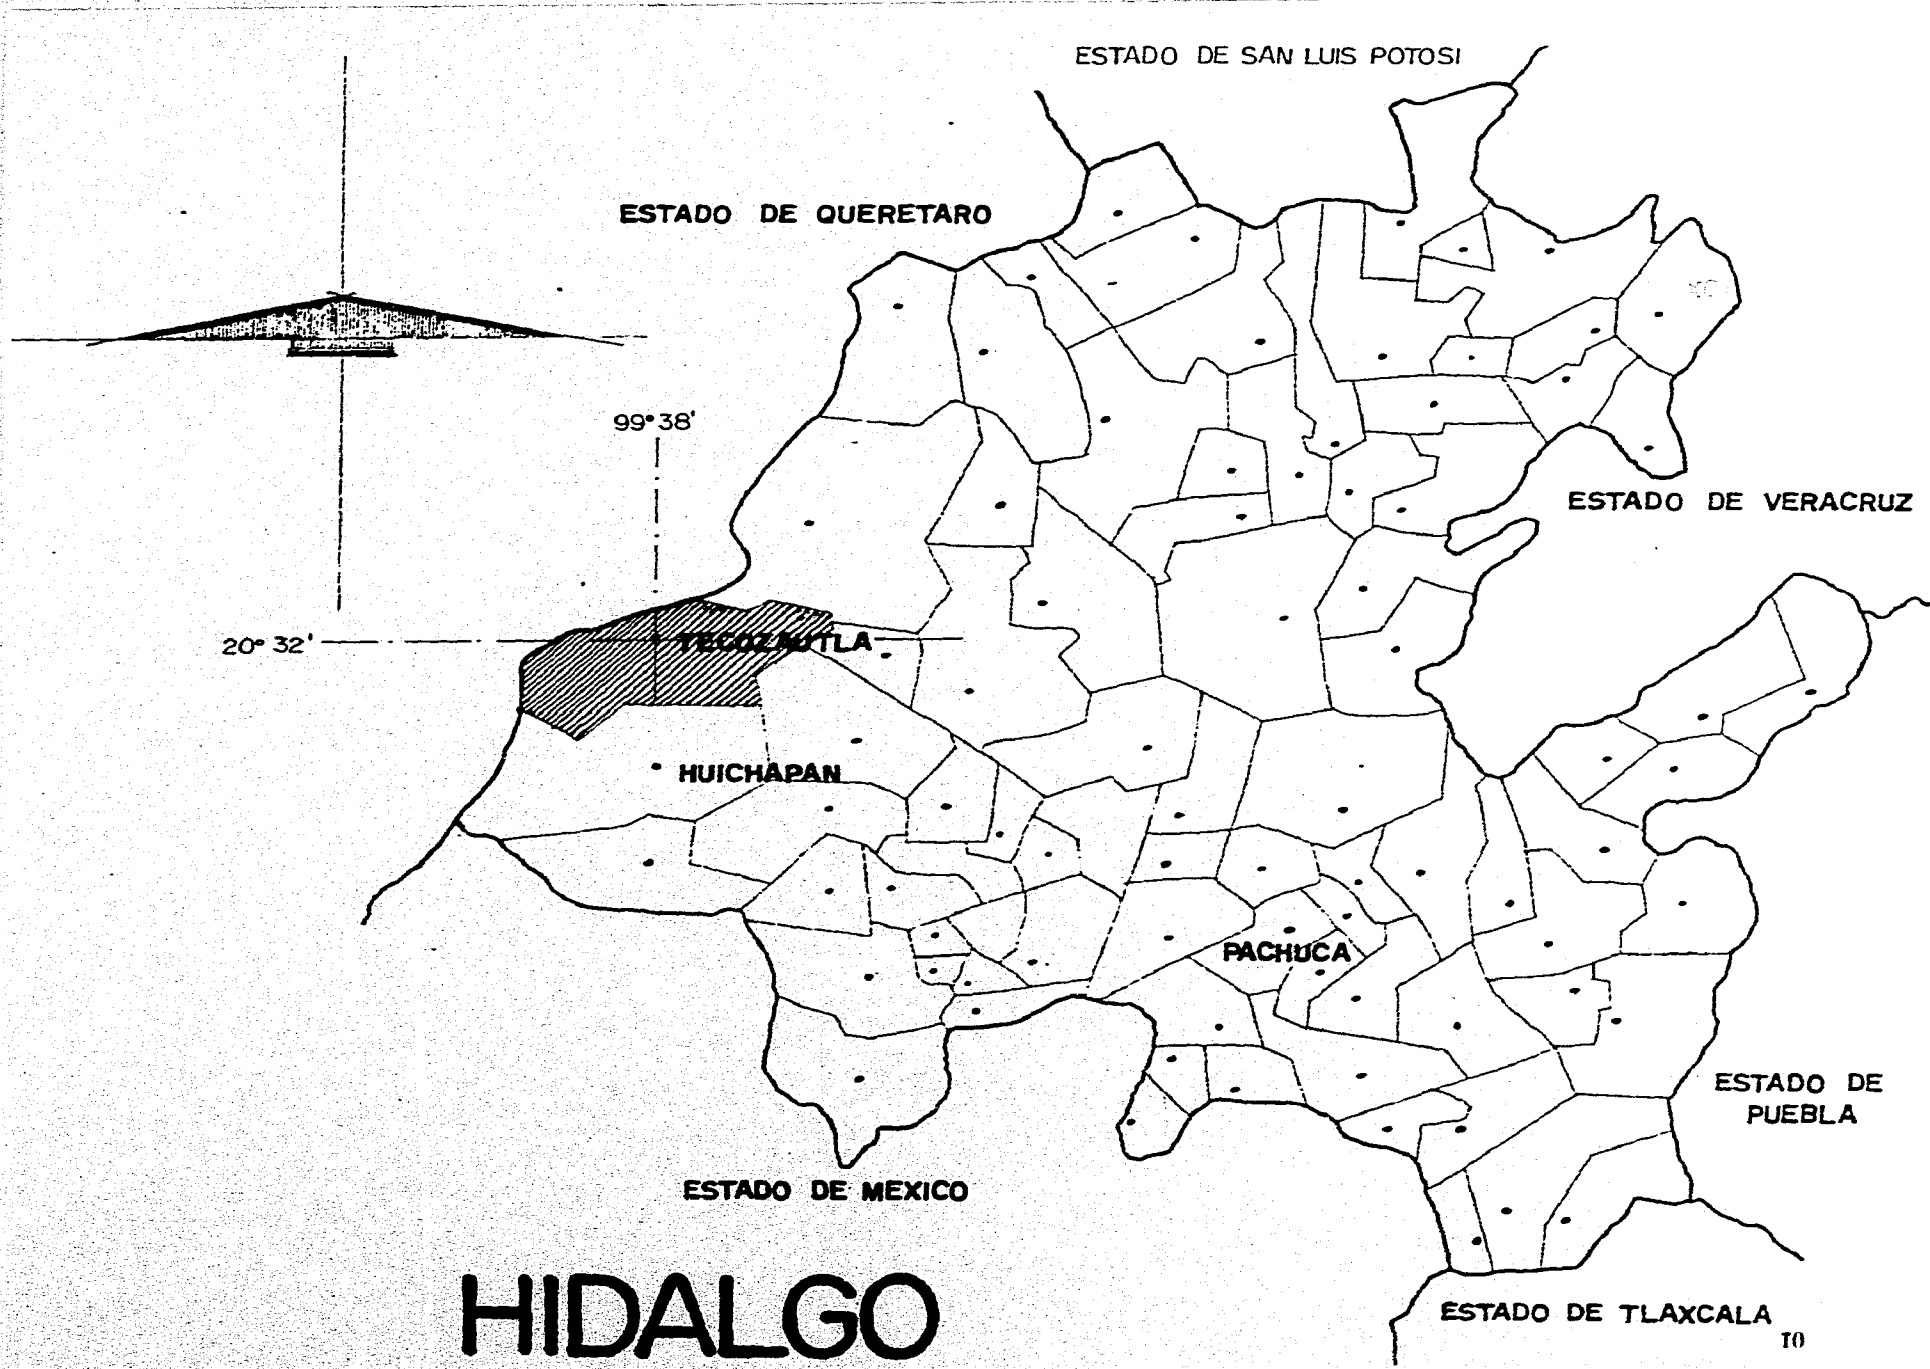 ESTADO DE SAN LUIS POTOSI
ESTADO DE QUERETARO
99° 38'
ESTADO DE VERACRUZ
20° 32'
TECOZAUTLA
HUICHAPAN
PACHUCA
ESTADO DE
PUEBLA
ESTADO DE MEXICO
HIDALGO
ESTADO DE TLAXCALA
10